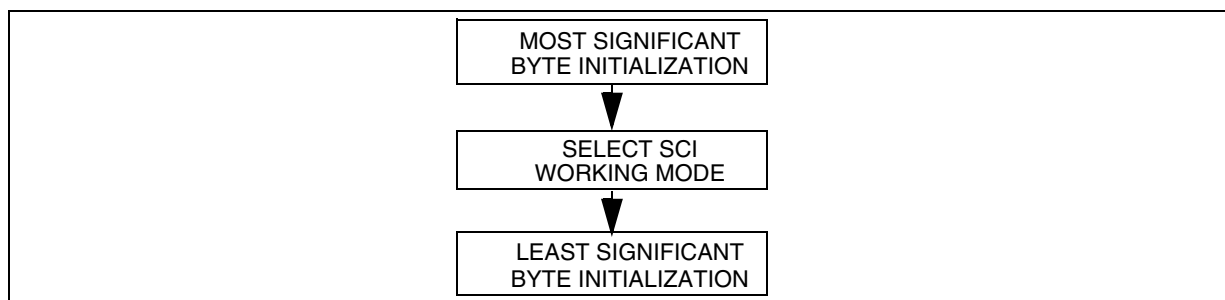 MOST SIGNIFICANT
BYTE INITIALIZATION
SELECT SCI
WORKING MODE
LEAST SIGNIFICANT
BYTE INITIALIZATION